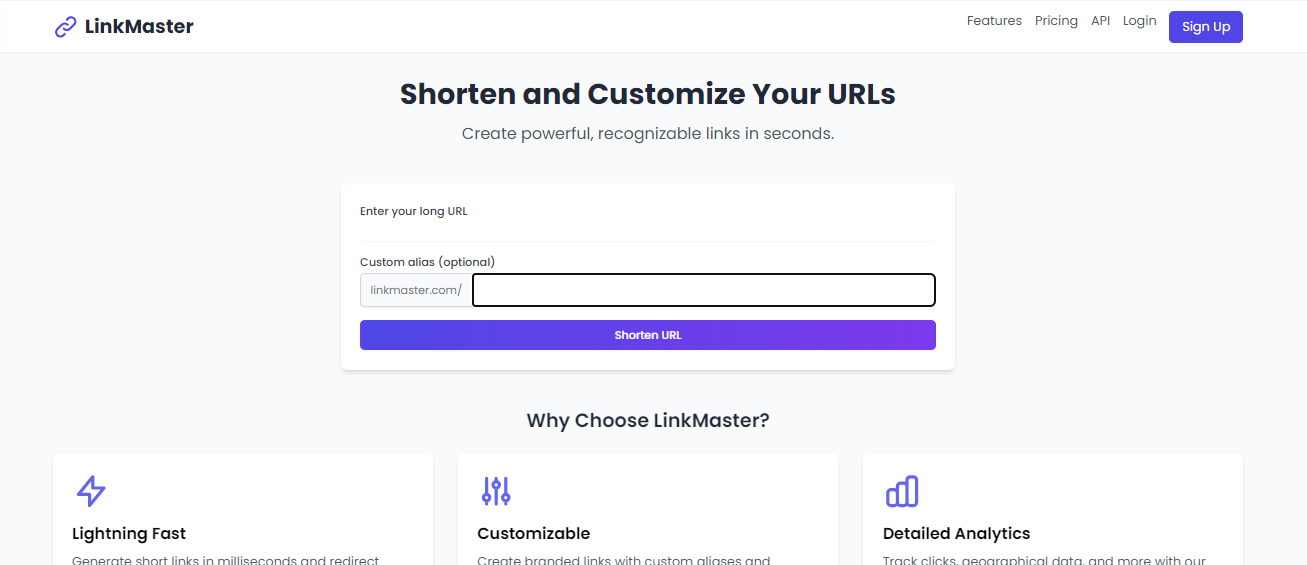 LinkMaster
Features Pricing API Login Sign Up
Shorten and Customize Your URLs
Create powerful, recognizable links in seconds.
Enter your long URL
Custom alias (optional)
linkmaster.com/
Shorten URL
Why Choose LinkMaster?
Lightning Fast
Generate short links in milliseconds and redirect
Customizable
Create branded links with custom aliases and
Detailed Analytics
Track clicks, geographical data, and more with our